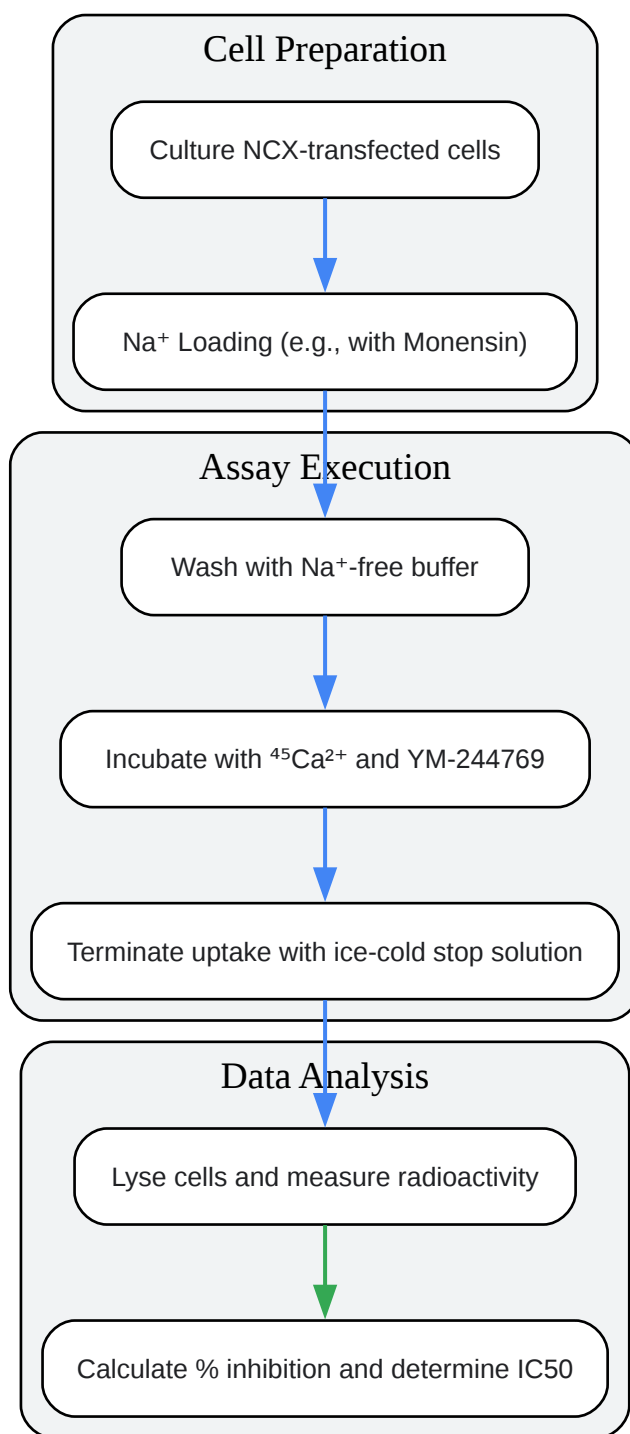 Cell Preparation
Culture NCX-transfected cells
Na⁺ Loading (e.g., with Monensin)
Assay Execution
Wash with Na⁺-free buffer
Incubate with ⁴⁵Ca²⁺ and YM-244769
Terminate uptake with ice-cold stop solution
Data Analysis
Lyse cells and measure radioactivity
Calculate % inhibition and determine IC50